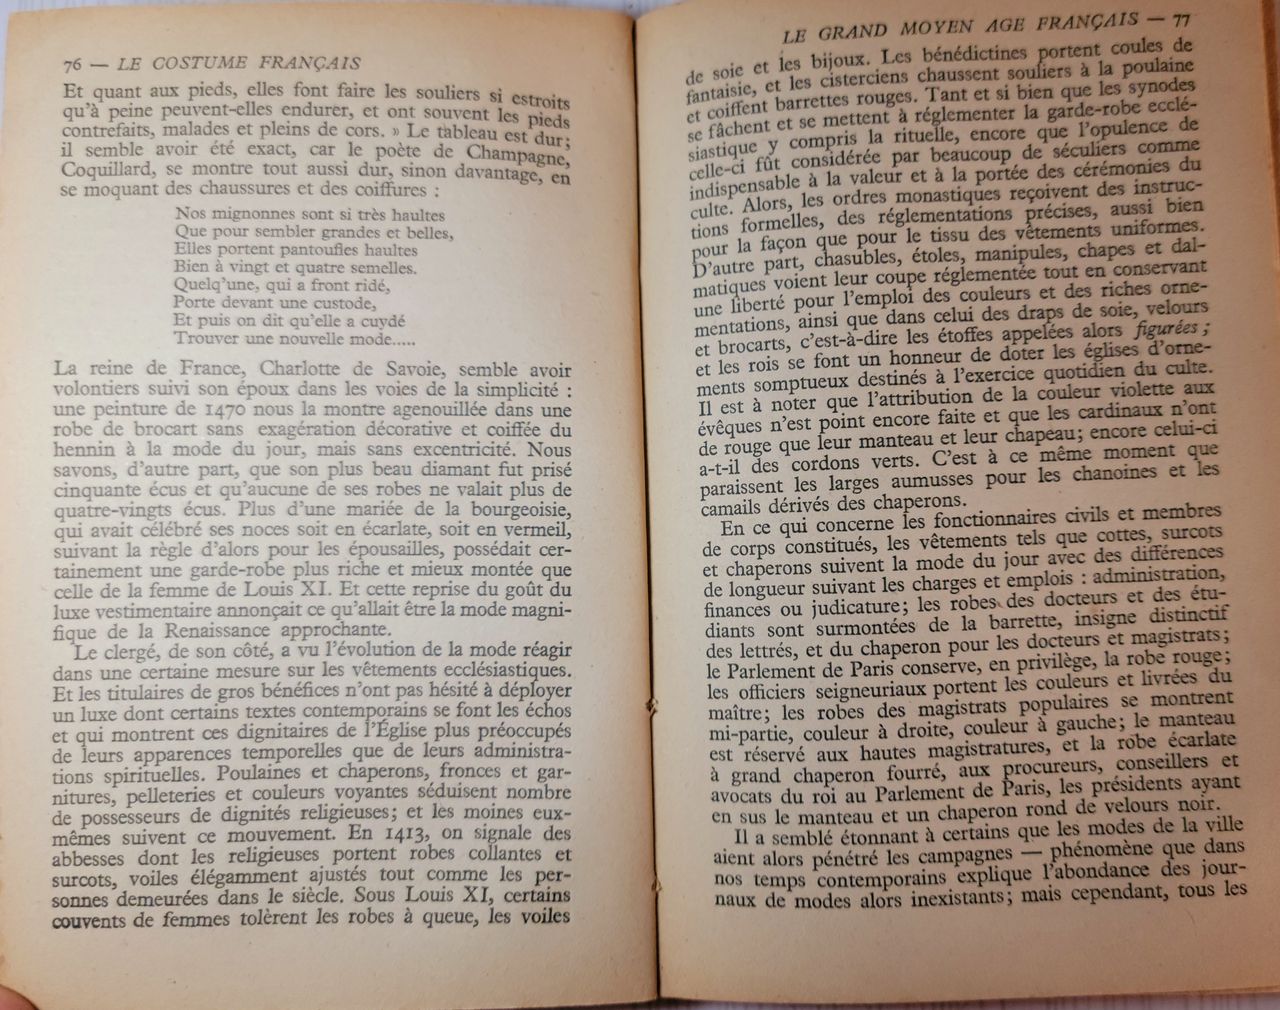 76 — LE COSTUME FRANÇAIS
Et quant aux pieds, elles font faire les souliers si estroits
qu'à peine peuvent-elles endurer, et ont souvent les pieds
contrefaits, malades et pleins de cors. » Le tableau est dur;
il semble avoir été exact, car le poète de Champagne,
Coquillard, se montre tout aussi dur, sinon davantage, en
se moquant des chaussures et des coiffures :
Nos mignonnes sont si très haultes
Que pour sembler grandes et belles,
Elles portent pantoufles haultes
Bien à vingt et quatre semelles.
Quelq'une, qui a front ridé,
Porte devant une custode,
Et puis on dit qu'elle a cuydé
Trouver une nouvelle mode.....
La reine de France, Charlotte de Savoie, semble avoir
volontiers suivi son époux dans les voies de la simplicité :
une peinture de 1470 nous la montre agenouillée dans une
robe de brocart sans exagération décorative et coiffée du
hennin à la mode du jour, mais sans excentricité. Nous
savons, d'autre part, que son plus beau diamant fut prisé
cinquante écus et qu'aucune de ses robes ne valait plus de
quatre-vingts écus. Plus d'une mariée de la bourgeoisie,
qui avait célébré ses noces soit en écarlate, soit en vermeil,
suivant la règle d'alors pour les épousailles, possédait cer-
tainement une garde-robe plus riche et mieux montée que
celle de la femme de Louis XI. Et cette reprise du goût du
luxe vestimentaire annonçait ce qu'allait être la mode magni-
fique de la Renaissance approchante.
Le clergé, de son côté, a vu l'évolution de la mode réagir
dans une certaine mesure sur les vêtements ecclésiastiques.
Et les titulaires de gros bénéfices n'ont pas hésité à déployer
un luxe dont certains textes contemporains se font les échos
et qui montrent ces dignitaires de l'Église plus préoccupés
de leurs apparences temporelles que de leurs administra-
tions spirituelles. Poulaines et chaperons, fronces et gar-
nitures, pelleteries et couleurs voyantes séduisent nombre
de possesseurs de dignités religieuses; et les moines eux-
mêmes suivent ce mouvement. En 1413, on signale des
abbesses dont les religieuses portent robes collantes et
surcots, voiles élégamment ajustés tout comme les per-
sonnes demeurées dans le siècle. Sous Louis XI, certains
couvents de femmes tolèrent les robes à queue, les voiles
LE GRAND MOYEN AGE FRANÇAIS — 77
de soie et les bijoux. Les bénédictines portent coules de
fantaisie, et les cisterciens chaussent souliers à la poulaine
et coiffent barrettes rouges. Tant et si bien que les synodes
se fâchent et se mettent à réglementer la garde-robe ecclé-
siastique y compris la rituelle, encore que l'opulence de
celle-ci fût considérée par beaucoup de séculiers comme
indispensable à la valeur et à la portée des cérémonies du
culte. Alors, les ordres monastiques reçoivent des instruc-
tions formelles, des réglementations précises, aussi bien
pour la façon que pour le tissu des vêtements uniformes.
D'autre part, chasubles, étoles, manipules, chapes et dal-
matiques voient leur coupe réglementée tout en conservant
une liberté pour l'emploi des couleurs et des riches orne-
mentations, ainsi que dans celui des draps de soie, velours
et brocarts, c'est-à-dire les étoffes appelées alors figurées;
et les rois se font un honneur de doter les églises d'orne-
ments somptueux destinés à l'exercice quotidien du culte.
Il est à noter que l'attribution de la couleur violette aux
évêques n'est point encore faite et que les cardinaux n'ont
de rouge que leur manteau et leur chapeau; encore celui-ci
a-t-il des cordons verts. C'est à ce même moment que
paraissent les larges aumusses pour les chanoines et les
camails dérivés des chaperons.
En ce qui concerne les fonctionnaires civils et membres
de corps constitués, les vêtements tels que cottes, surcots
et chaperons suivent la mode du jour avec des différences
de longueur suivant les charges et emplois : administration,
finances ou judicature; les robes des docteurs et des étu-
diants sont surmontées de la barrette, insigne distinctif
des lettrés, et du chaperon pour les docteurs et magistrats;
le Parlement de Paris conserve, en privilège, la robe rouge;
les officiers seigneuriaux portent les couleurs et livrées du
maître; les robes des magistrats populaires se montrent
mi-partie, couleur à droite, couleur à gauche; le manteau
est réservé aux hautes magistratures, et la robe écarlate
à grand chaperon fourré, aux procureurs, conseillers et
avocats du roi au Parlement de Paris, les présidents ayant
en sus le manteau et un chaperon rond de velours noir.
Il a semblé étonnant à certains que les modes de la ville
aient alors pénétré les campagnes — phénomène que dans
nos temps contemporains explique l'abondance des jour-
naux de modes alors inexistants; mais cependant, tous les